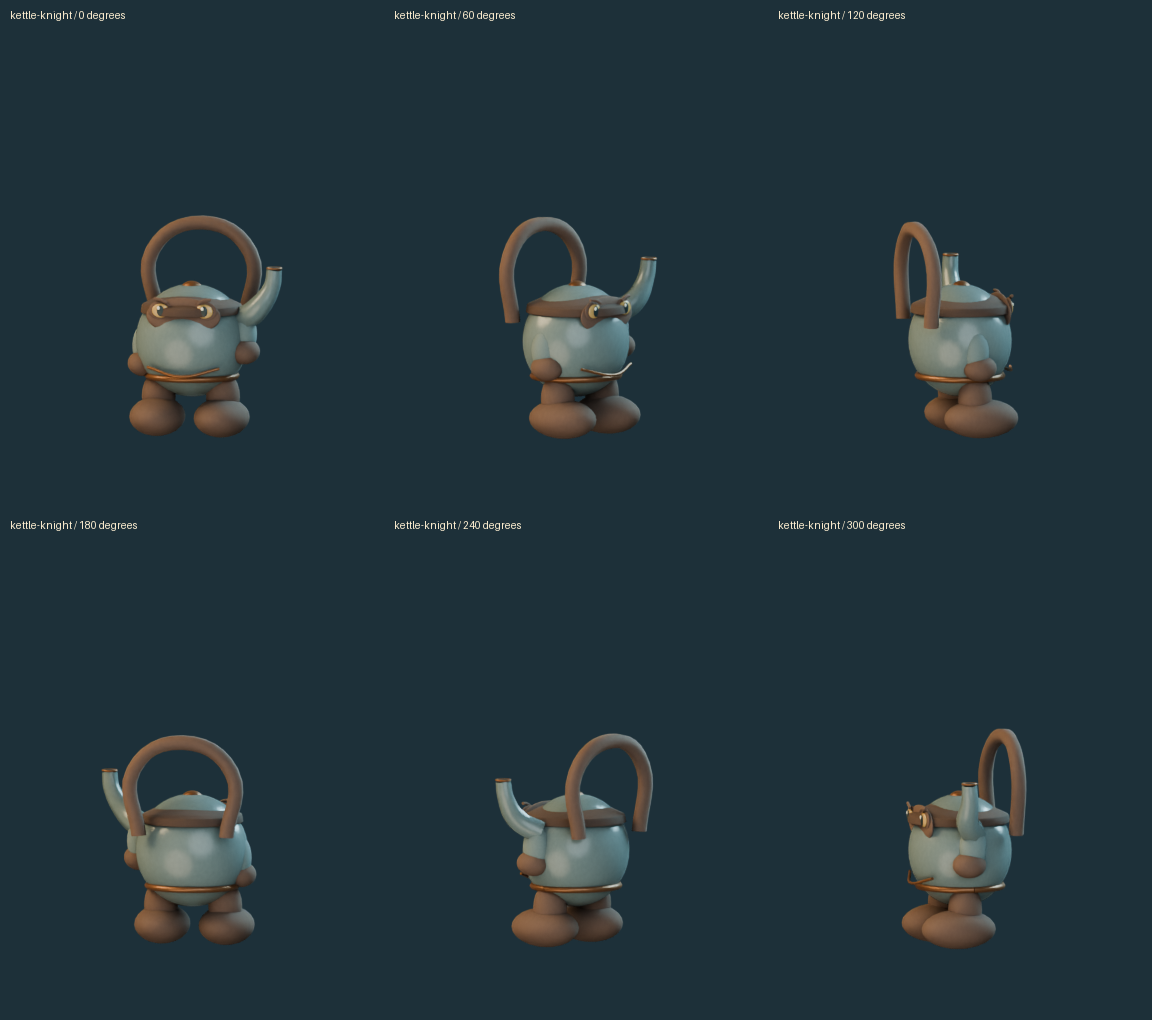 kettle-knight / 0 degrees
kettle-knight / 60 degrees
kettle-knight / 120 degrees
kettle-knight / 180 degrees
kettle-knight / 240 degrees
kettle-knight / 300 degrees